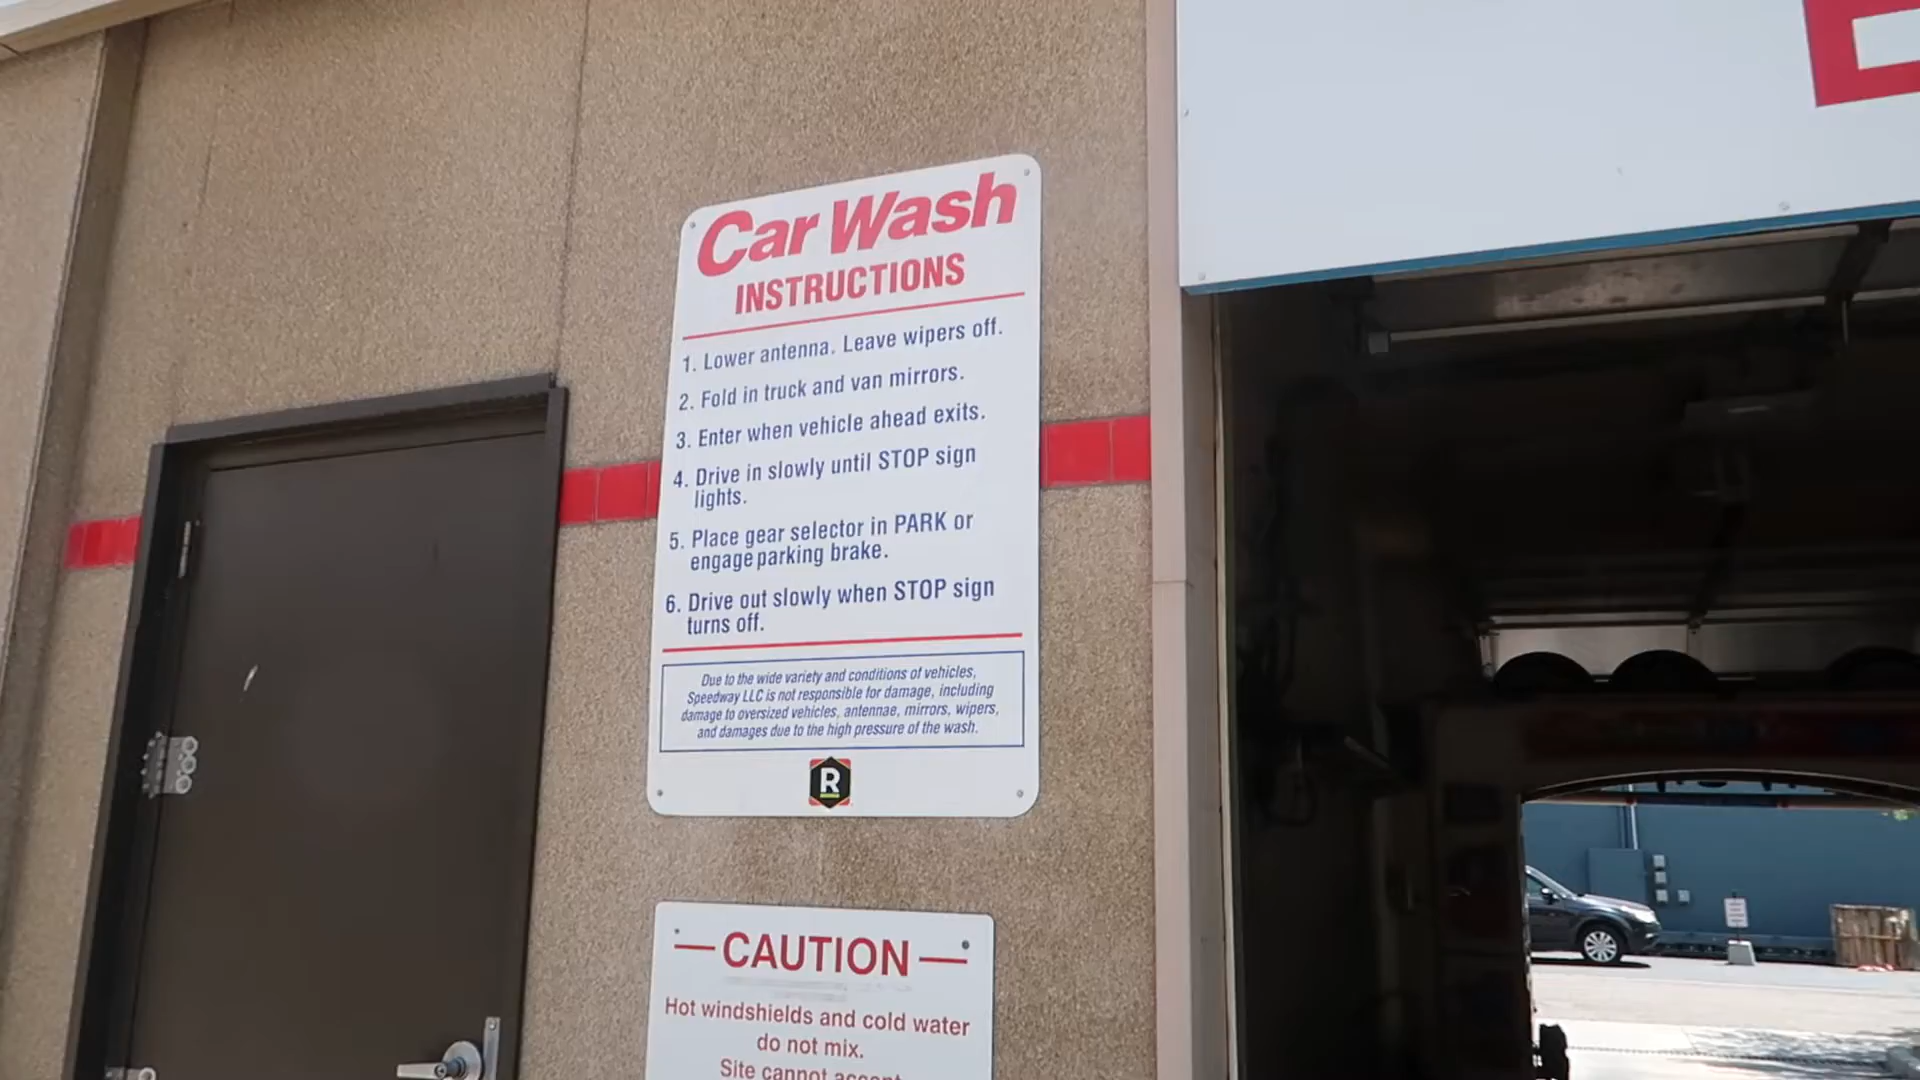 Car Wash
INSTRUCTIONS
1. Lower antenna. Leave wipers off.
2. Fold in truck and van mirrors.
3. Enter when vehicle ahead exits.
4. Drive in slowly until STOP sign
lights.
5. Place gear selector in PARK or
engage parking brake.
6. Drive out slowly when STOP sign
turns off.
Due to the wide variety and conditions of vehicles,
Speedway LLC is not responsible for damage, including
damage to oversized vehicles, antennae, mirrors, wipers,
and damages due to the high pressure of the wash.
R
CAUTION
Hot windshields and cold water
do not mix.
Site cannot accept